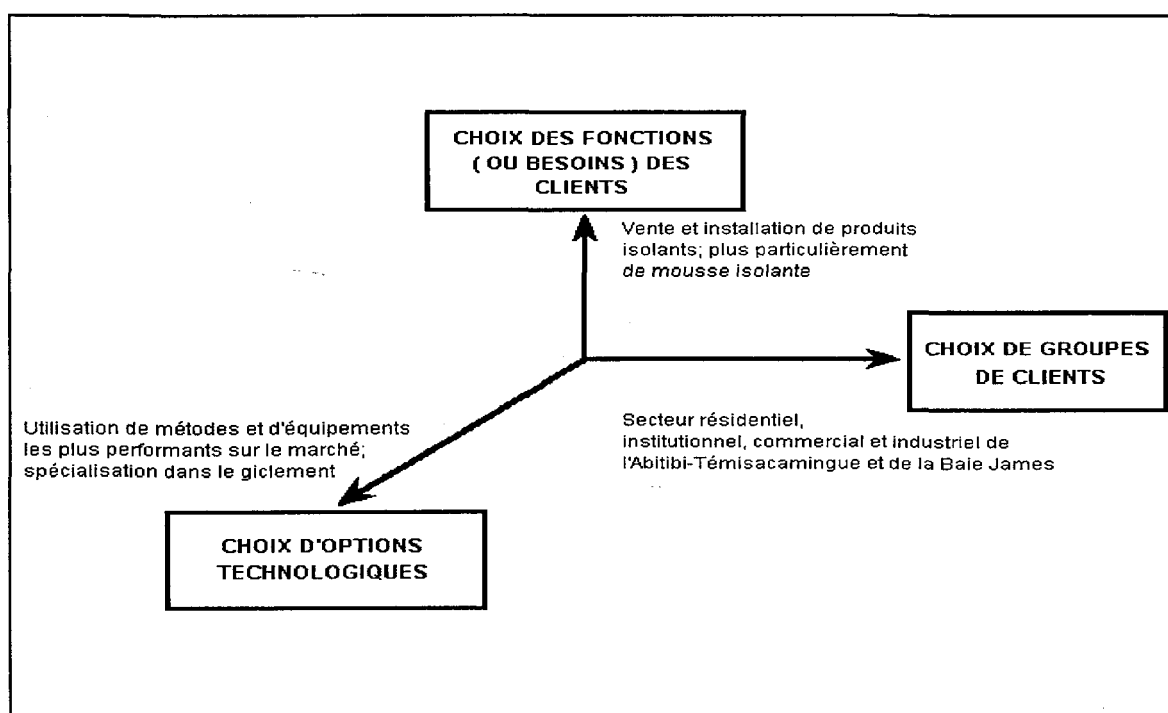 CHOIX DES FONCTIONS
( OU BESOINS ) DES
CLIENTS
Vente et installation de produits
isolants; plus particulièrement
de mousse isolante
CHOIX DE GROUPES
DE CLIENTS
Secteur résidentiel,
institutionnel, commercial et industriel de
l'Abitibi-Témisacamingue et de la Baie James
Utilisation de métodes et d'équipements
les plus performants sur le marché;
spécialisation dans le giclement
CHOIX D'OPTIONS
TECHNOLOGIQUES